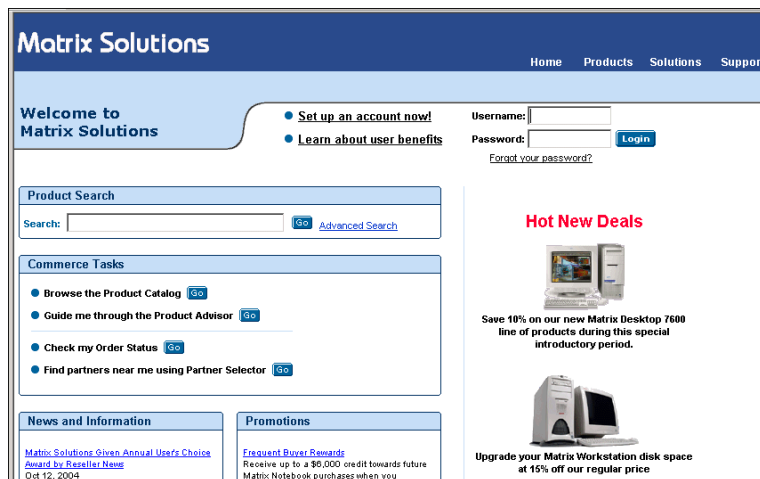 Matrix Solutions
Home Products Solutions Suppor
Welcome to
Matrix Solutions
Set up an account now!
Learn about user benefits
Username:
Password:
Login
Forgot your password?
Product Search
Search:
Go
Advanced Search
Commerce Tasks
Browse the Product Catalog Go
Guide me through the Product Advisor Go
Check my Order Status Go
Find partners near me using Partner Selector Go
News and Information
Matrix Solutions Given Annual User's Choice
Award by Reseller News
Oct 12, 2004
Promotions
Frequent Buyer Rewards
Receive up to a $6,000 credit towards future
Matrix Notebook purchases when you
Hot New Deals
Save 10% on our new Matrix Desktop 7600
line of products during this special
introductory period.
Upgrade your Matrix Workstation disk space
at 15% off our regular price